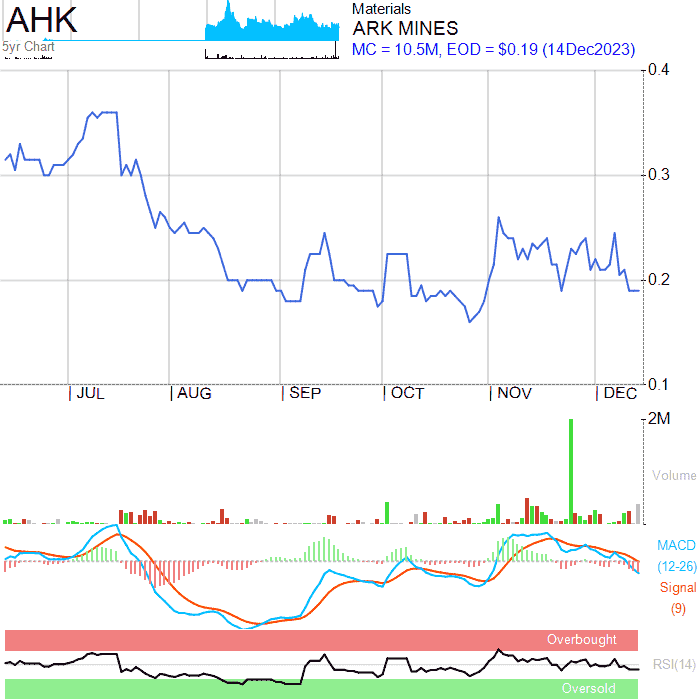 AHK
5yr Chart
Materials
ARK MINES
MC = 10.5M, EOD = $0.19 (14Dec2023)
0.4
0.3
0.2
0.1
JUL AUG SEP OCT NOV DEC
2M
Volume
MACD
(12-26)
Signal
(9)
Overbought
RSI(14)
Oversold